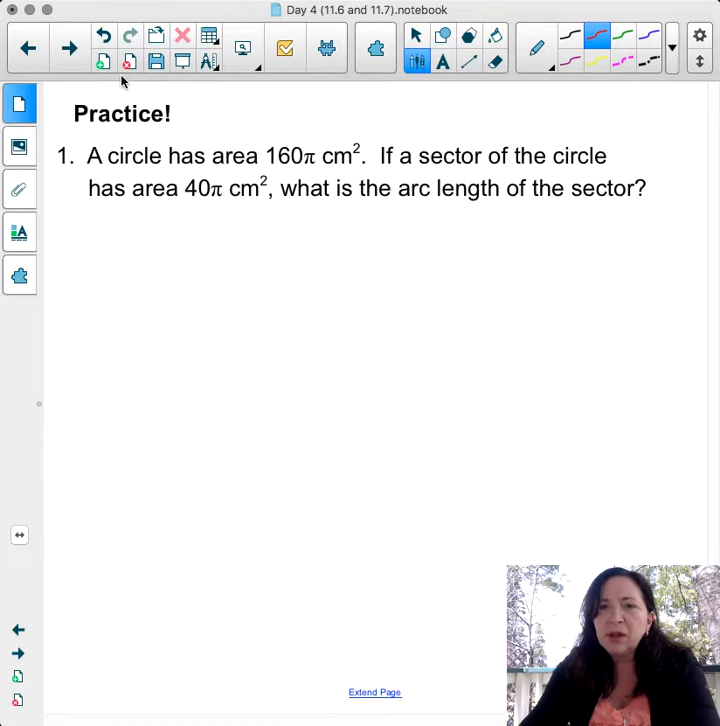 Day 4 (11.6 and 11.7).notebook
Practice!
1. A circle has area 160π cm². If a sector of the circle
has area 40π cm², what is the arc length of the sector?
Extend Page